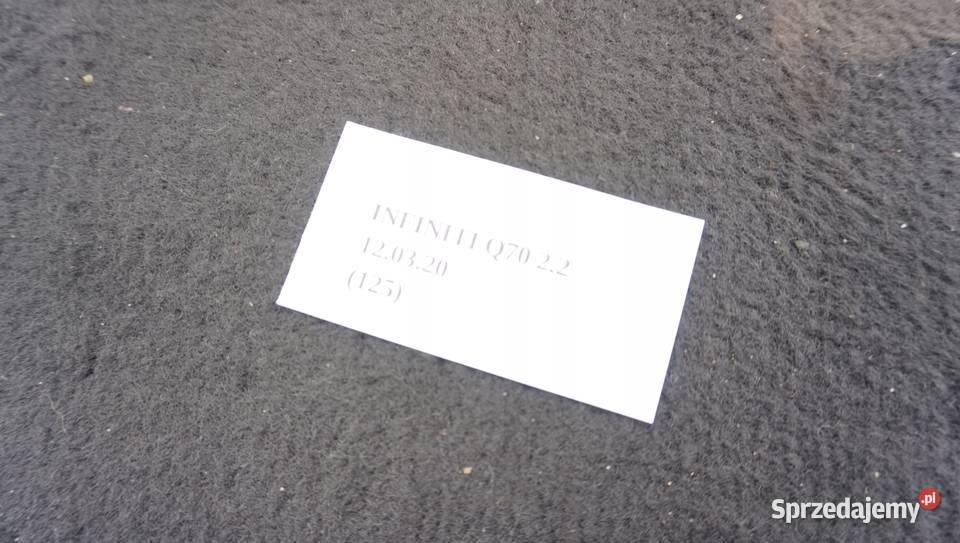 INFINITI Q70 2.2
12.03.20
(125)
Sprzedajemy.pl